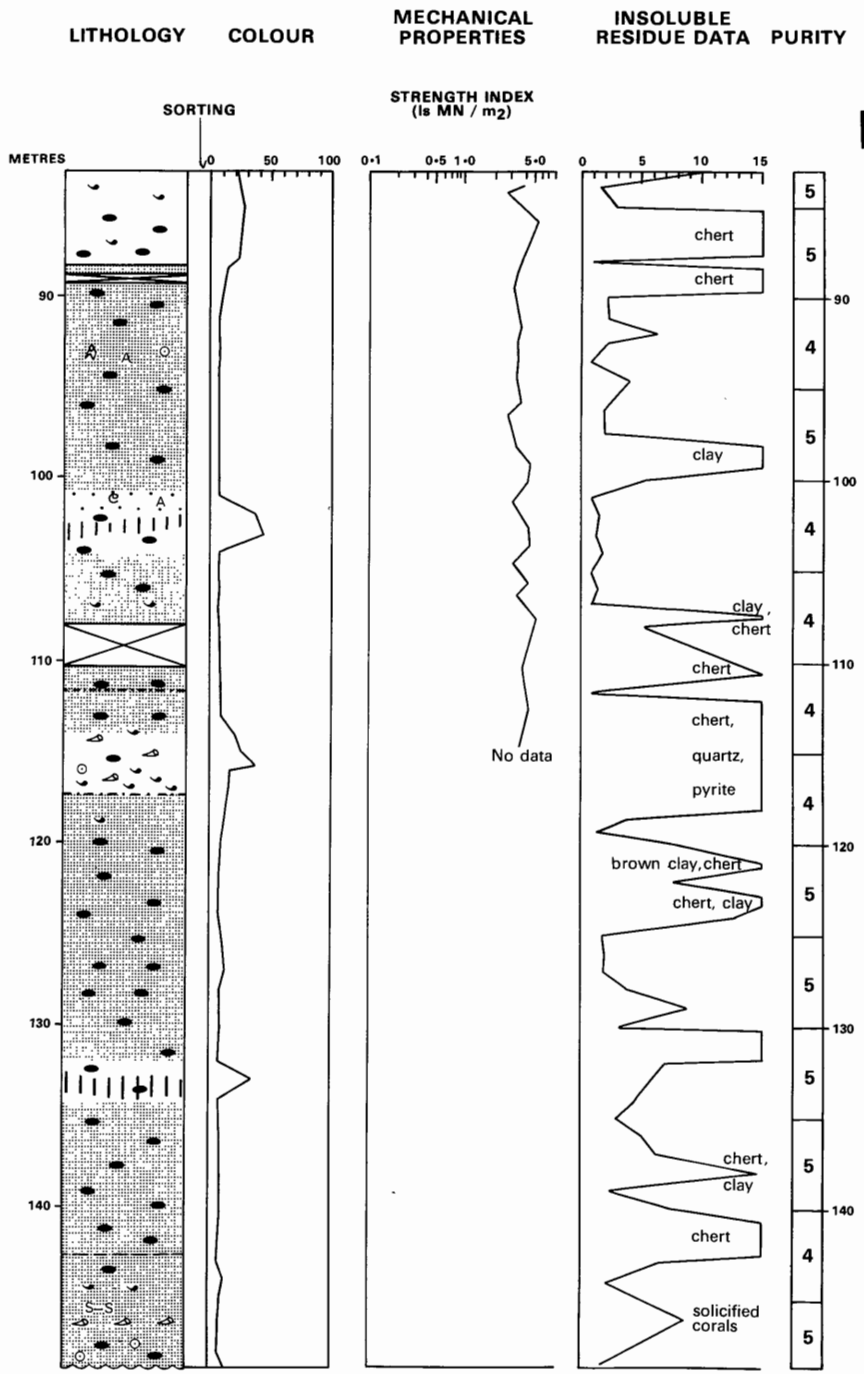 LITHOLOGY COLOUR MECHANICAL PROPERTIES INSOLUBLE RESIDUE DATA PURITY
SORTING
STRENGTH INDEX
(Is MN / m2)
METRES 0 50 100 0·1 0·5 1·0 5·0 0 5 10 15
5
chert
5
chert
90 90
A A
4
5
clay
100 100
C A
4
clay,
chert
4
110 chert 110
chert,
4
No data quartz,
pyrite
4
120 120
brown clay,chert
5
chert, clay
5
130 130
5
chert,
clay
5
140 140
chert
4
S–S
solicified
corals
5